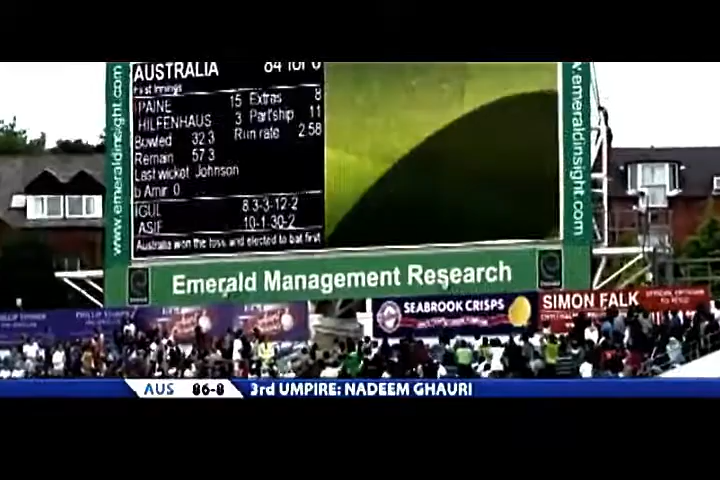 AUSTRALIA 84 for 8
First Innings
PAINE 15 Extras 8
HILFENHAUS 3 Part'ship 11
Bowled 32.3 Run rate 2.58
Remain 57.3
Last wicket Johnson
b Amir 0
GUL 8.3-3-12-2
ASIF 10-1-30-2
Australia won the toss and elected to bat first
www.emeraldinsight.com
w.emeraldinsight.com
Emerald Management Research
SEABROOK CRISPS
SIMON FALK
AUS 86-8 3rd UMPIRE: NADEEM GHAURI